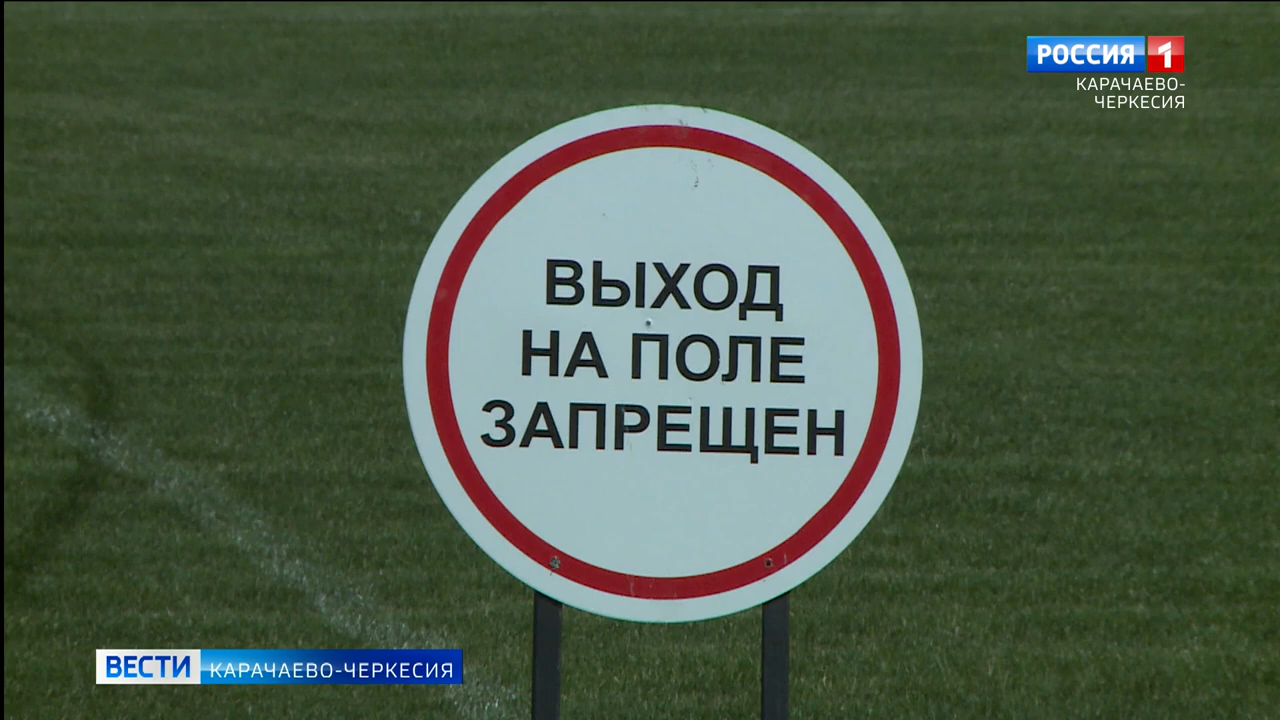 РОССИЯ 1
КАРАЧАЕВО-
ЧЕРКЕСИЯ
ВЫХОД
НА ПОЛЕ
ЗАПРЕЩЕН
ВЕСТИ КАРАЧАЕВО-ЧЕРКЕСИЯ